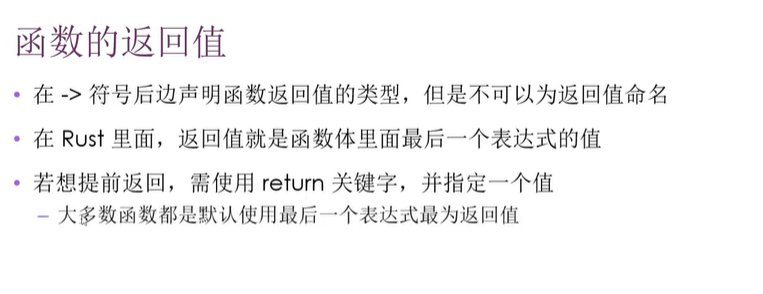 函数的返回值
• 在 -> 符号后边声明函数返回值的类型，但是不可以为返回值命名
• 在 Rust 里面，返回值就是函数体里面最后一个表达式的值
• 若想提前返回，需使用 return 关键字，并指定一个值
– 大多数函数都是默认使用最后一个表达式最为返回值